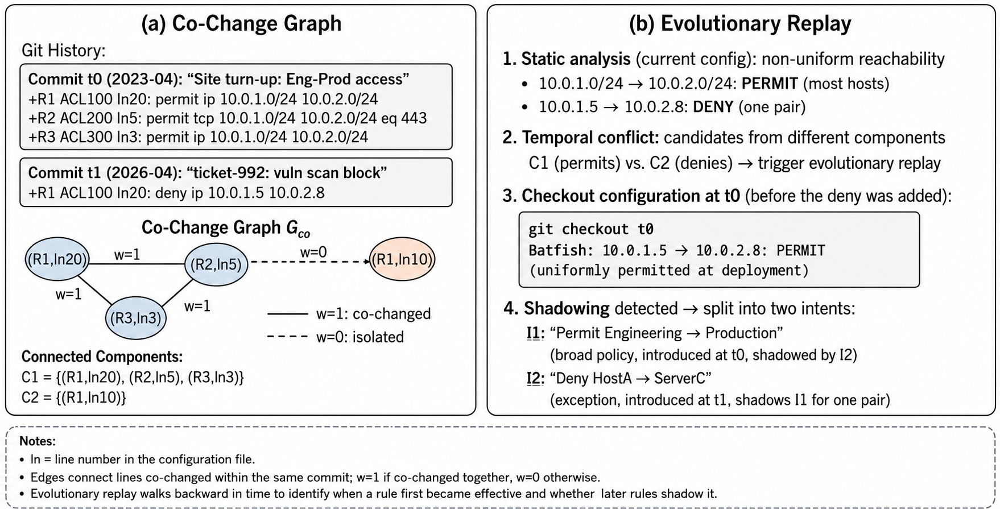 (a) Co-Change Graph
Git History:
Commit t0 (2023-04): “Site turn-up: Eng-Prod access”
+R1 ACL100 ln20: permit ip 10.0.1.0/24 10.0.2.0/24
+R2 ACL200 ln5: permit tcp 10.0.1.0/24 10.0.2.0/24 eq 443
+R3 ACL300 ln3: permit ip 10.0.1.0/24 10.0.2.0/24
Commit t1 (2026-04): “ticket-992: vuln scan block”
+R1 ACL100 ln20: deny ip 10.0.1.5 10.0.2.8
Co-Change Graph Gco
(R1,ln20)
w=1
(R2,ln5)
w=0
(R1,ln10)
w=1
w=1
(R3,ln3)
w=1: co-changed
w=0: isolated
Connected Components:
C1 = {(R1,ln20), (R2,ln5), (R3,ln3)}
C2 = {(R1,ln10)}
(b) Evolutionary Replay
1. Static analysis (current config): non-uniform reachability
• 10.0.1.0/24 → 10.0.2.0/24: PERMIT (most hosts)
• 10.0.1.5 → 10.0.2.8: DENY (one pair)
2. Temporal conflict: candidates from different components
C1 (permits) vs. C2 (denies) → trigger evolutionary replay
3. Checkout configuration at t0 (before the deny was added):
git checkout t0
Batfish: 10.0.1.5 → 10.0.2.8: PERMIT
(uniformly permitted at deployment)
4. Shadowing detected → split into two intents:
I1: “Permit Engineering → Production”
(broad policy, introduced at t0, shadowed by I2)
I2: “Deny HostA → ServerC”
(exception, introduced at t1, shadows I1 for one pair)
Notes:
• ln = line number in the configuration file.
• Edges connect lines co-changed within the same commit; w=1 if co-changed together, w=0 otherwise.
• Evolutionary replay walks backward in time to identify when a rule first became effective and whether later rules shadow it.